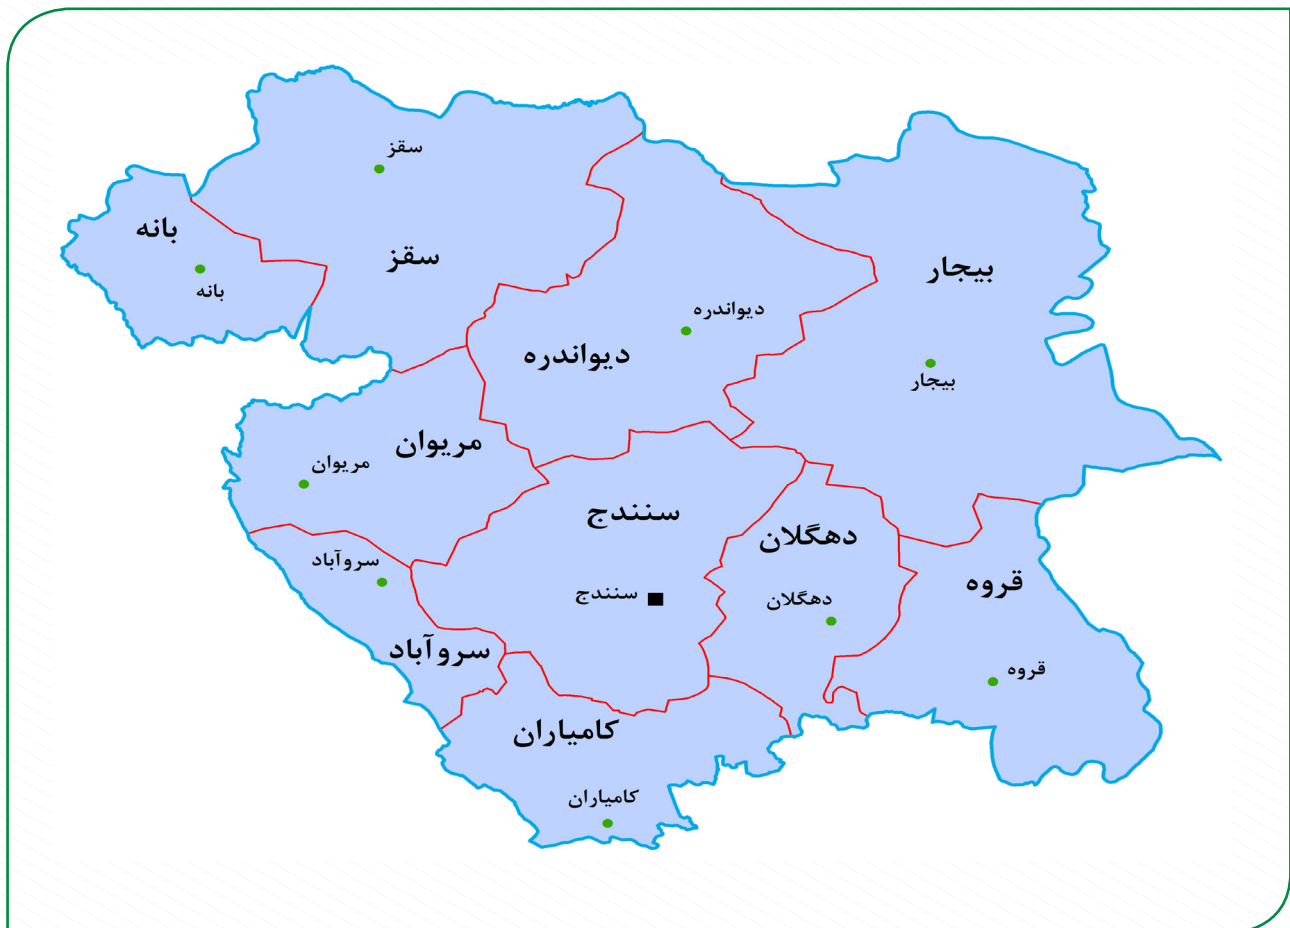 سقز
سقز
بانه
بانه
بیجار
بیجار
دیواندره
دیواندره
مریوان
مریوان
سنندج
سنندج
دهگلان
دهگلان
قروه
قروه
سروآباد
سروآباد
کامیاران
کامیاران